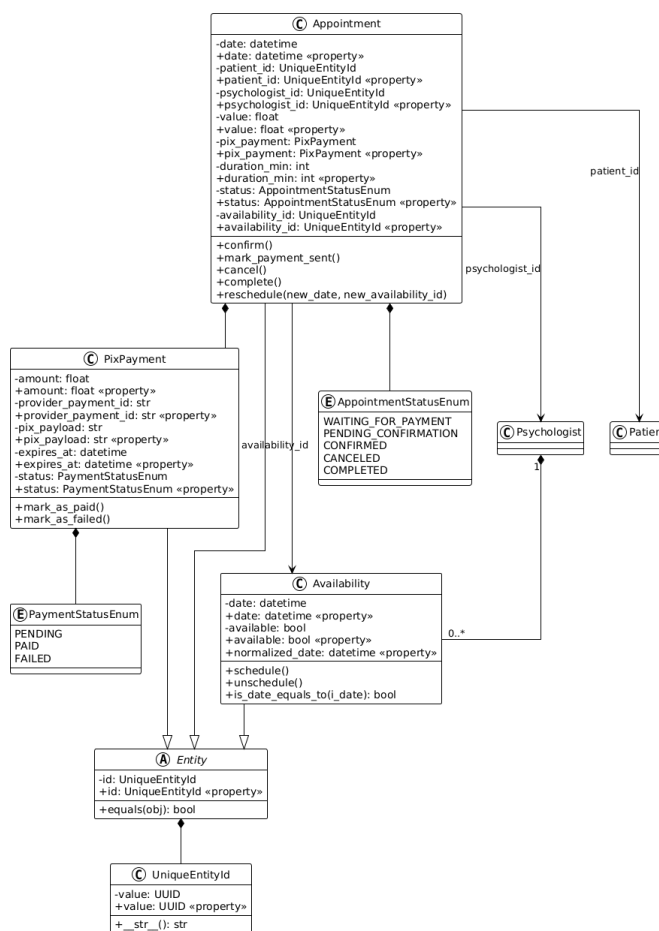 C Appointment
-date: datetime
+date: datetime «property»
-patient_id: UniqueEntityId
+patient_id: UniqueEntityId «property»
-psychologist_id: UniqueEntityId
+psychologist_id: UniqueEntityId «property»
-value: float
+value: float «property»
-pix_payment: PixPayment
+pix_payment: PixPayment «property»
-duration_min: int
+duration_min: int «property»
-status: AppointmentStatusEnum
+status: AppointmentStatusEnum «property»
-availability_id: UniqueEntityId
+availability_id: UniqueEntityId «property»
+confirm()
+mark_payment_sent()
+cancel()
+complete()
+reschedule(new_date, new_availability_id)
patient_id
psychologist_id
C PixPayment
-amount: float
+amount: float «property»
-provider_payment_id: str
+provider_payment_id: str «property»
-pix_payload: str
+pix_payload: str «property»
-expires_at: datetime
+expires_at: datetime «property»
-status: PaymentStatusEnum
+status: PaymentStatusEnum «property»
+mark_as_paid()
+mark_as_failed()
availability_id
E AppointmentStatusEnum
WAITING_FOR_PAYMENT
PENDING_CONFIRMATION
CONFIRMED
CANCELED
COMPLETED
C Psychologist
C Patien
1
0..*
E PaymentStatusEnum
PENDING
PAID
FAILED
C Availability
-date: datetime
+date: datetime «property»
-available: bool
+available: bool «property»
+normalized_date: datetime «property»
+schedule()
+unschedule()
+is_date_equals_to(i_date): bool
A Entity
-id: UniqueEntityId
+id: UniqueEntityId «property»
+equals(obj): bool
C UniqueEntityId
-value: UUID
+value: UUID «property»
+__str__(): str